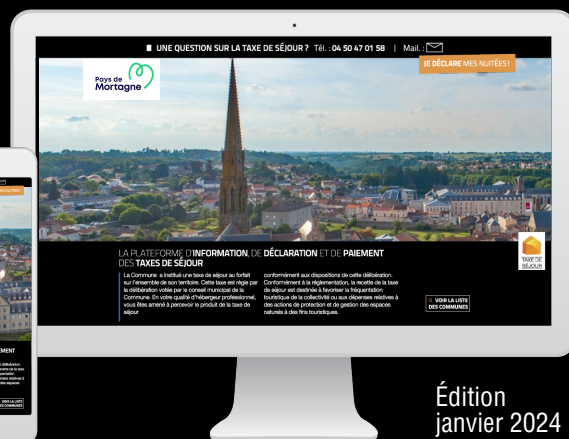 UNE QUESTION SUR LA TAXE DE SÉJOUR ? Tél. : 04 50 47 01 58 | Mail. :
JE DÉCLARE MES NUITÉES !
Pays de
Mortagne
LA PLATEFORME D'INFORMATION, DE DÉCLARATION ET DE PAIEMENT
DES TAXES DE SÉJOUR
La Commune a institué une taxe de séjour au forfait
sur l'ensemble de son territoire. Cette taxe est régie par
la délibération votée par le conseil municipal de la
Commune. En votre qualité d'hébergeur professionnel,
vous êtes amené à percevoir le produit de la taxe de
séjour
conformément aux dispositions de cette délibération.
Conformément à la réglementation, la recette de la taxe
de séjour est destinée à favoriser la fréquentation
touristique de la collectivité ou aux dépenses relatives à
des actions de protection et de gestion des espaces
naturels à des fins touristiques.
TAXE DE
SÉJOUR
VOIR LA LISTE
DES COMMUNES
Édition
janvier 2024